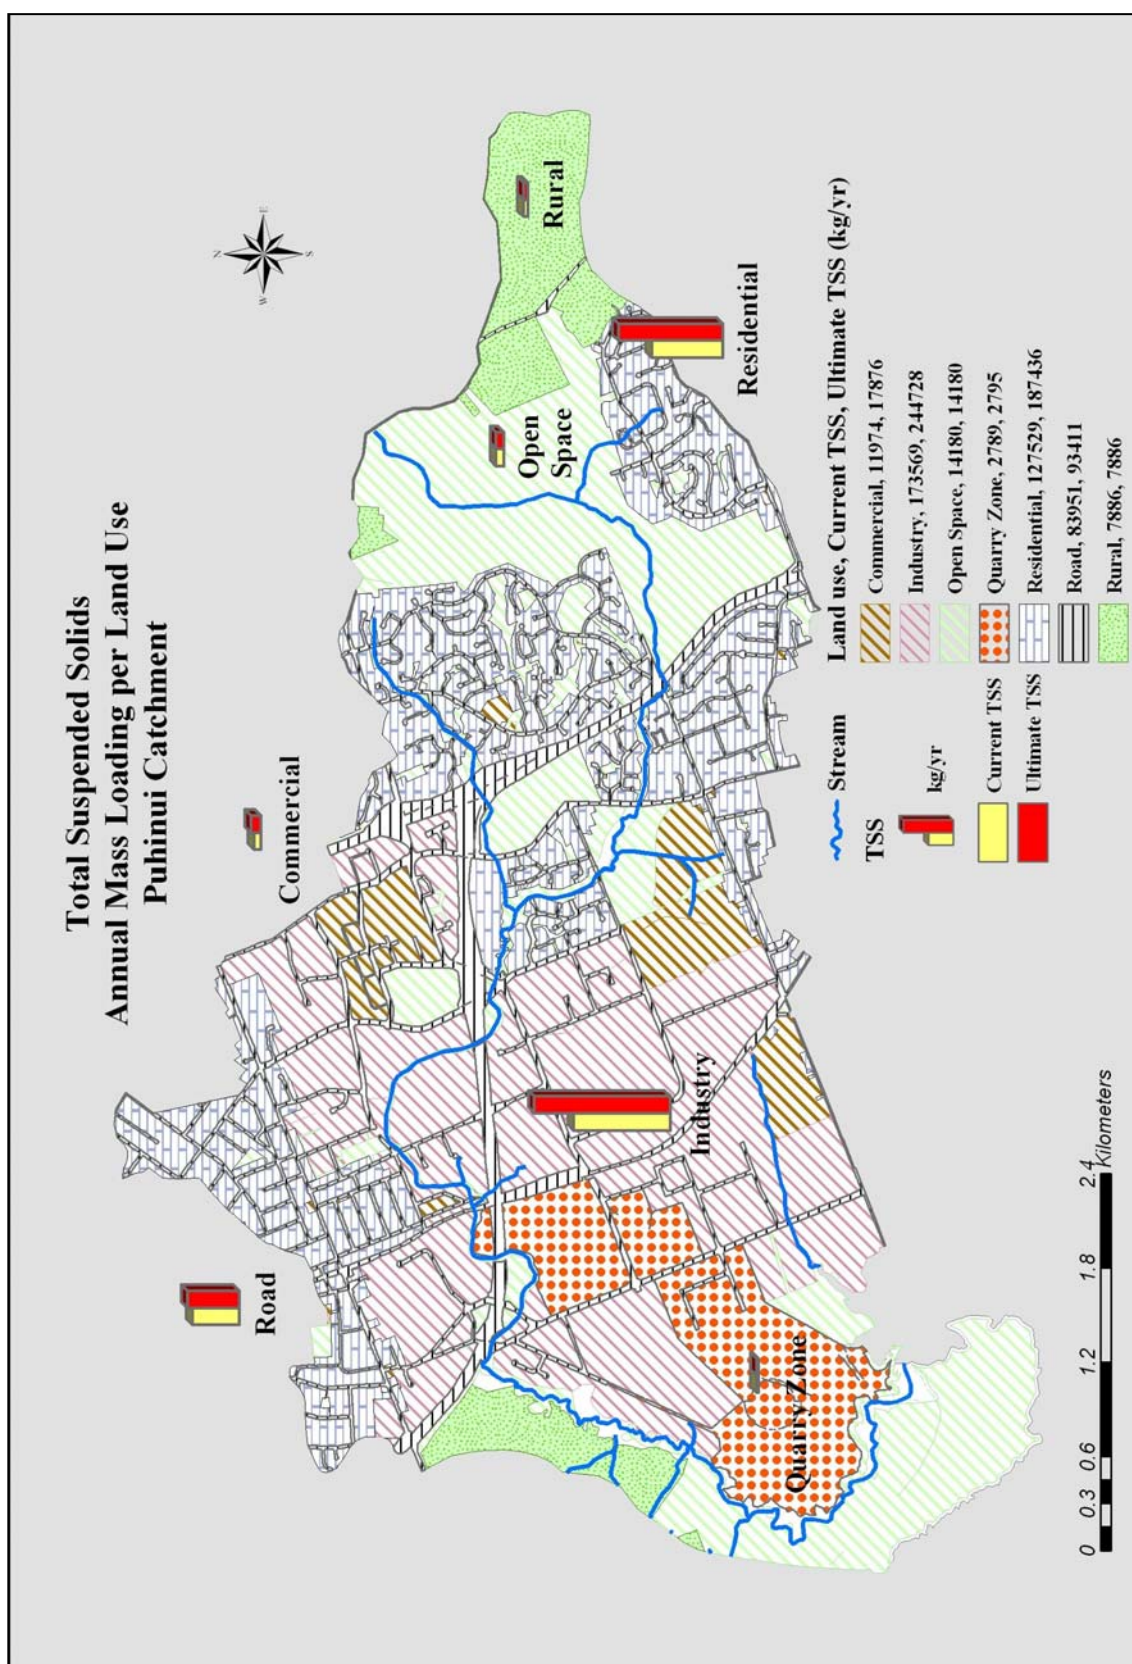 Total Suspended Solids
Annual Mass Loading per Land Use
Puhinui Catchment
N
W
E
S
Road
Commercial
Rural
Open
Space
Residential
Industry
Quarry Zone
Stream
TSS
kg/yr
Current TSS
Ultimate TSS
Land use, Current TSS, Ultimate TSS (kg/yr)
Commercial, 11974, 17876
Industry, 173569, 244728
Open Space, 14180, 14180
Quarry Zone, 2789, 2795
Residential, 127529, 187436
Road, 83951, 93411
Rural, 7886, 7886
0 0.3 0.6 1.2 1.8 2.4
Kilometers